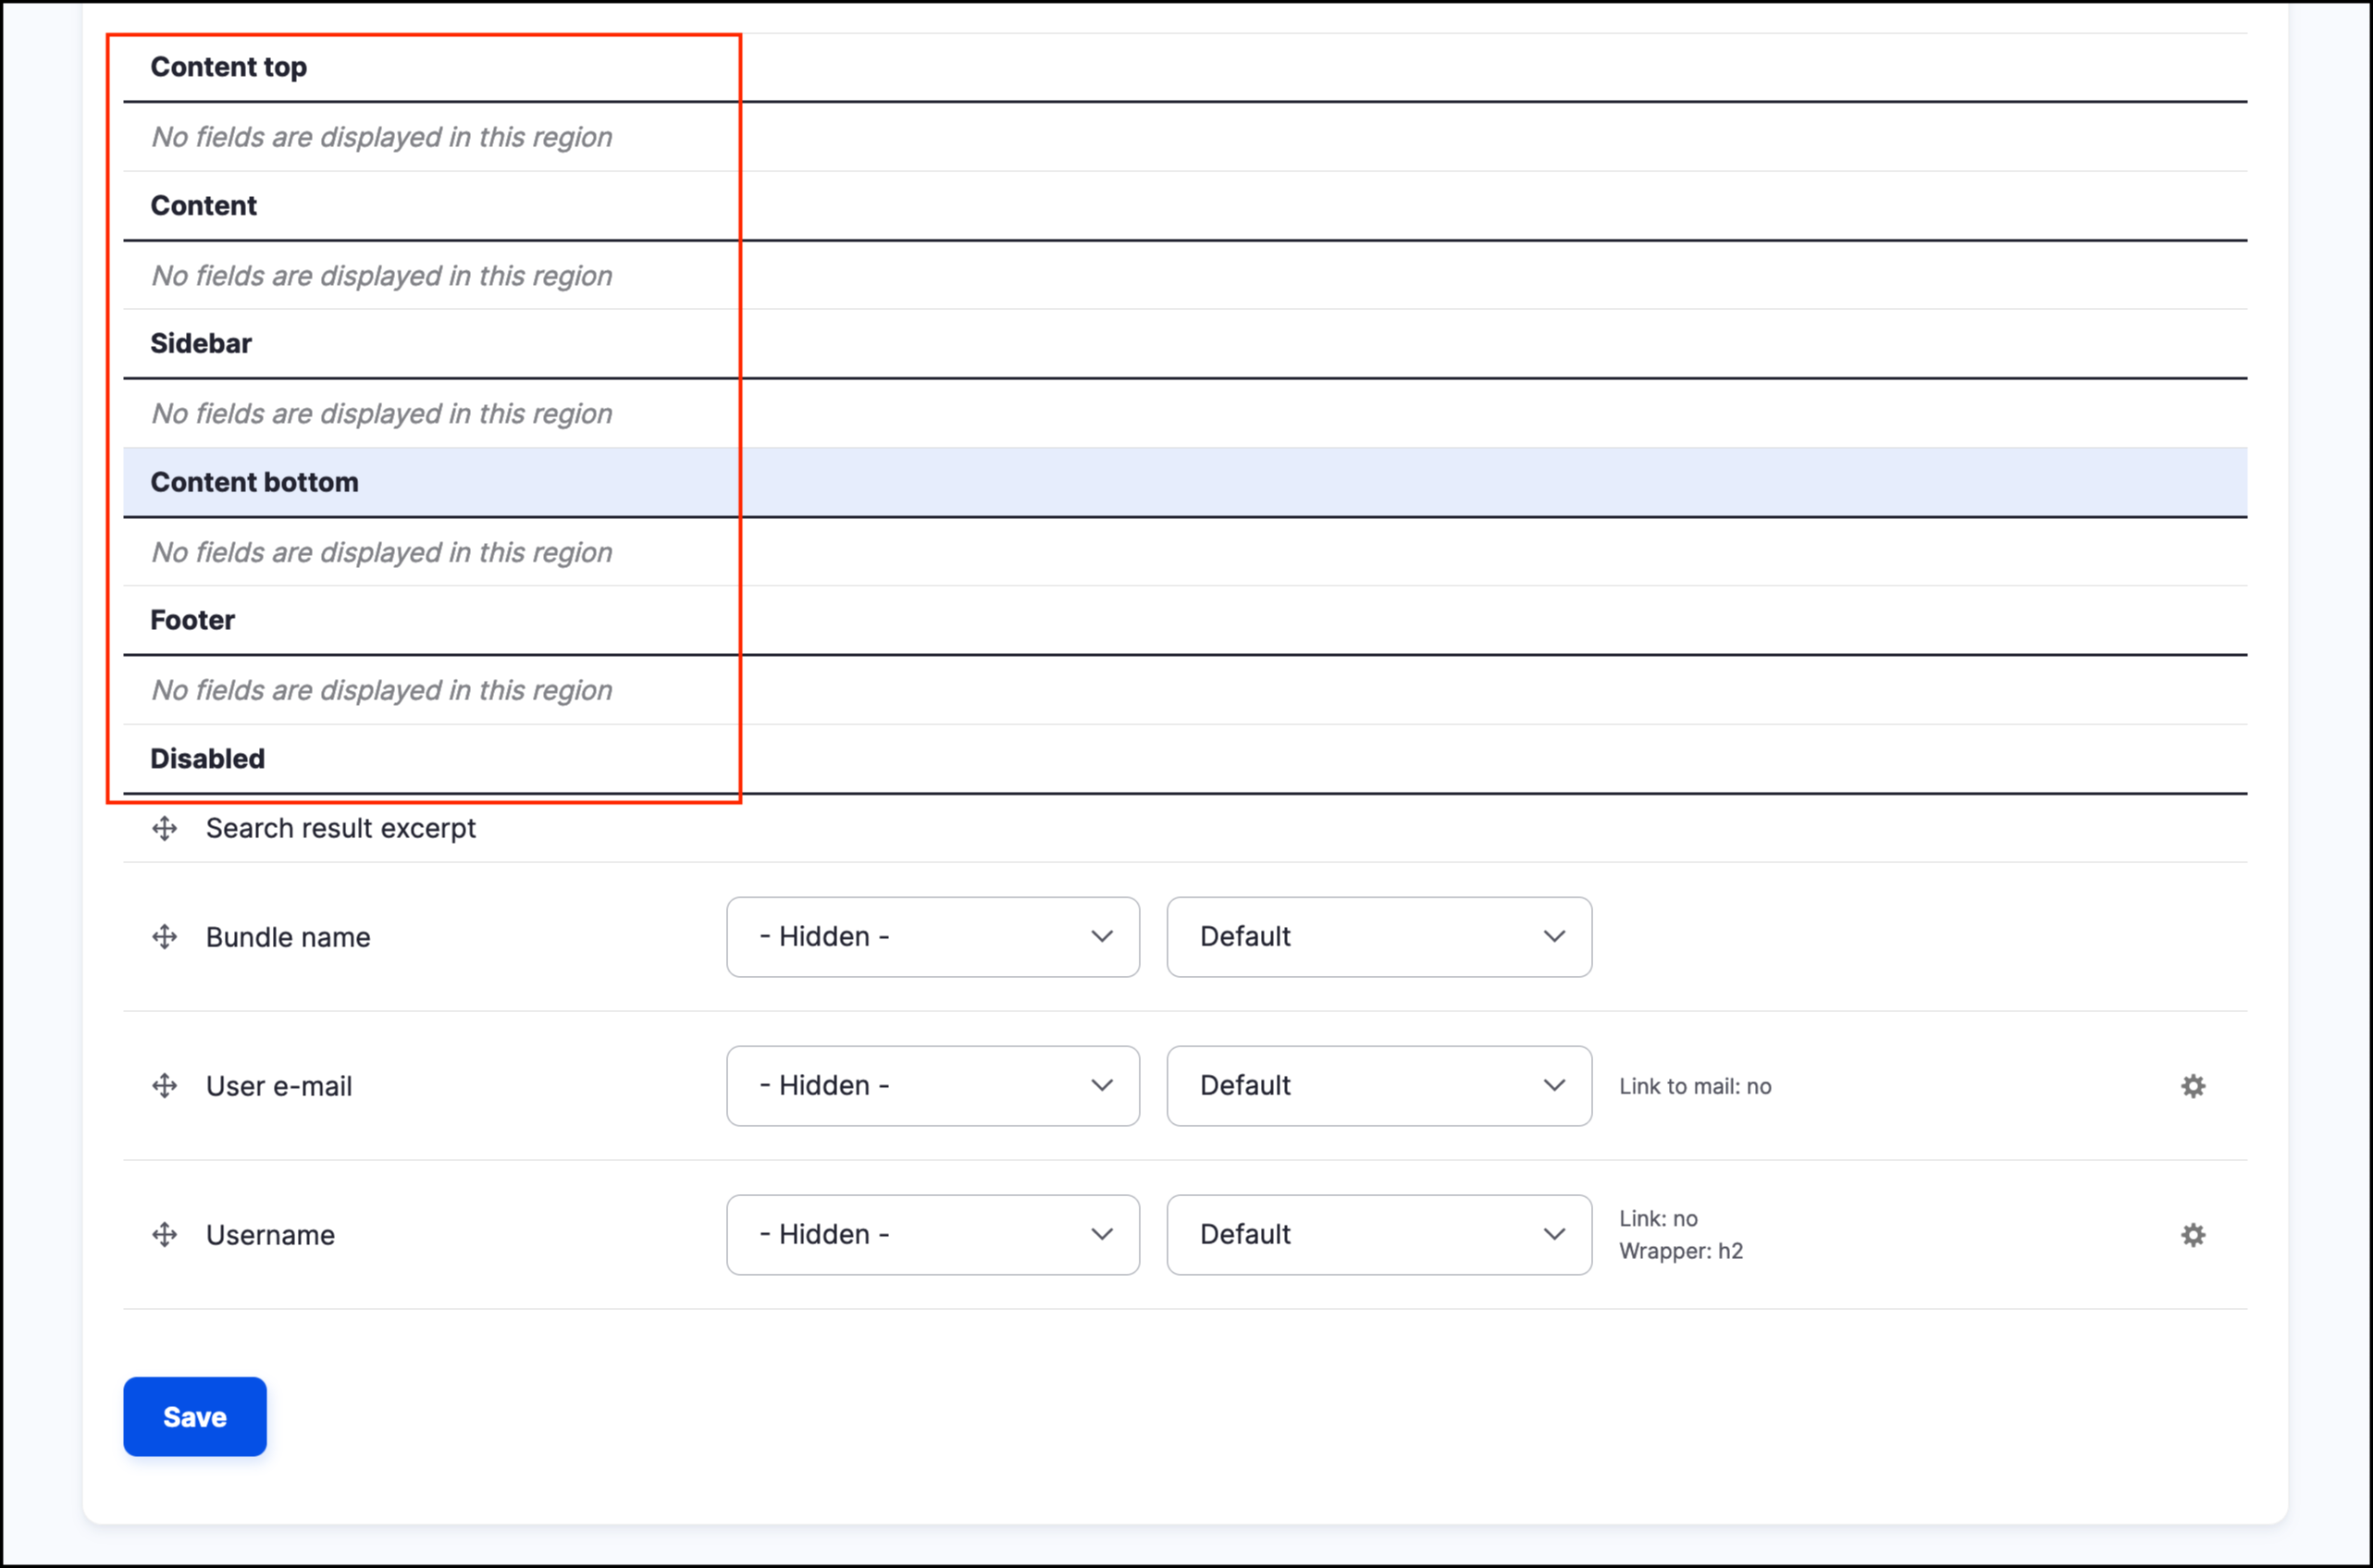 Content top
No fields are displayed in this region
Content
No fields are displayed in this region
Sidebar
No fields are displayed in this region
Content bottom
No fields are displayed in this region
Footer
No fields are displayed in this region
Disabled
Search result excerpt
Bundle name - Hidden - Default
User e-mail - Hidden - Default Link to mail: no
Username - Hidden - Default Link: no
Wrapper: h2
Save